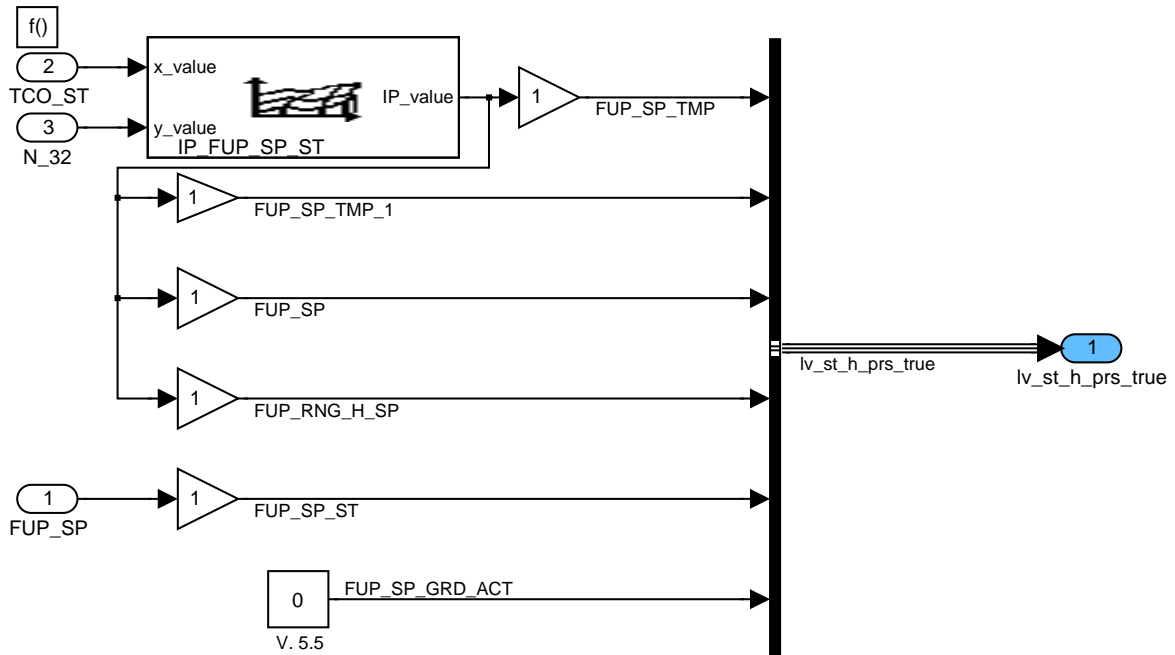 f()
2
TCO_ST
x_value
3
N_32
y_value
IP_value
IP_FUP_SP_ST
1
FUP_SP_TMP
1
FUP_SP_TMP_1
1
FUP_SP
1
FUP_RNG_H_SP
1
FUP_SP
1
FUP_SP_ST
0
V. 5.5
FUP_SP_GRD_ACT
lv_st_h_prs_true
1
lv_st_h_prs_true